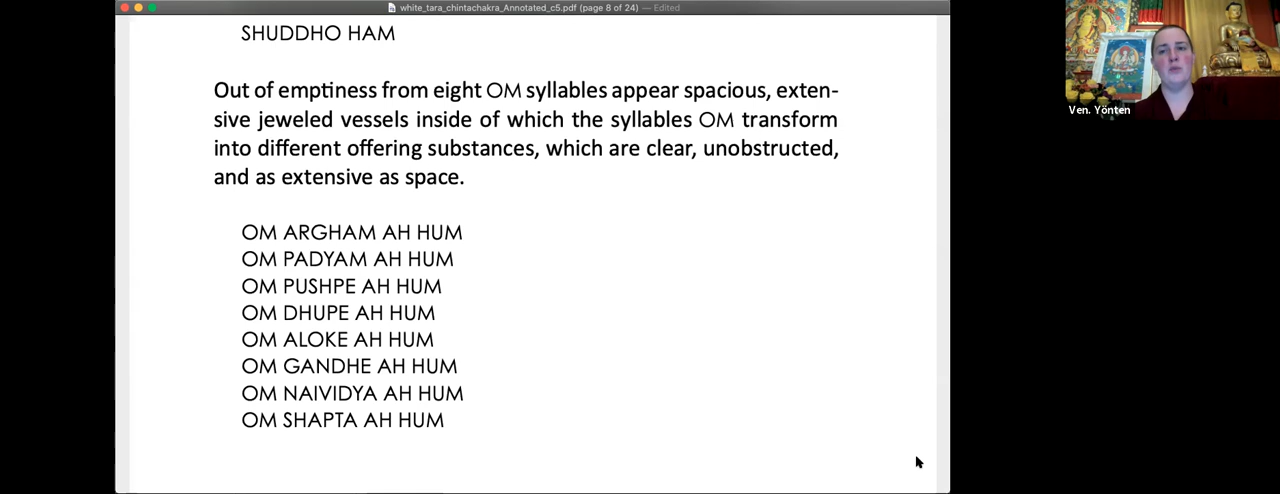 white_tara_chintachakra_Annotated_c5.pdf (page 8 of 24) — Edited
SHUDDHO HAM
Out of emptiness from eight OM syllables appear spacious, exten-
sive jeweled vessels inside of which the syllables OM transform
into different offering substances, which are clear, unobstructed,
and as extensive as space.
OM ARGHAM AH HUM
OM PADYAM AH HUM
OM PUSHPE AH HUM
OM DHUPE AH HUM
OM ALOKE AH HUM
OM GANDHE AH HUM
OM NAIVIDYA AH HUM
OM SHAPTA AH HUM
Ven. Yönten